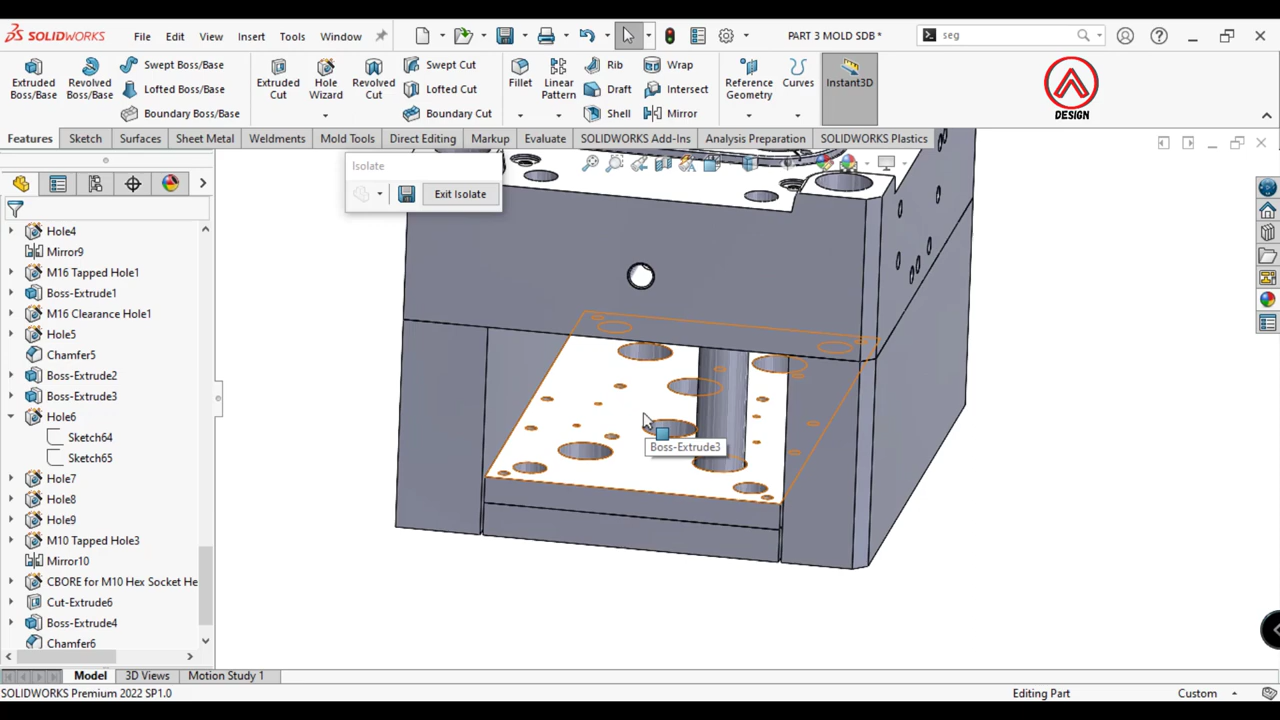 SOLIDWORKS File Edit View Insert Tools Window PART 3 MOLD SDB * seg
Extruded Boss/Base
Revolved Boss/Base
Swept Boss/Base
Lofted Boss/Base
Boundary Boss/Base
Extruded Cut
Hole Wizard
Revolved Cut
Swept Cut
Lofted Cut
Boundary Cut
Fillet
Linear Pattern
Rib
Draft
Shell
Wrap
Intersect
Mirror
Reference Geometry
Curves
Instant3D
DESIGN
Features Sketch Surfaces Sheet Metal Weldments Mold Tools Direct Editing Markup Evaluate SOLIDWORKS Add-Ins Analysis Preparation SOLIDWORKS Plastics
Isolate
Exit Isolate
Hole4
Mirror9
M16 Tapped Hole1
Boss-Extrude1
M16 Clearance Hole1
Hole5
Chamfer5
Boss-Extrude2
Boss-Extrude3
Hole6
Sketch64
Sketch65
Hole7
Hole8
Hole9
M10 Tapped Hole3
Mirror10
CBORE for M10 Hex Socket He
Cut-Extrude6
Boss-Extrude4
Chamfer6
Boss-Extrude3
Model 3D Views Motion Study 1
SOLIDWORKS Premium 2022 SP1.0 Editing Part Custom